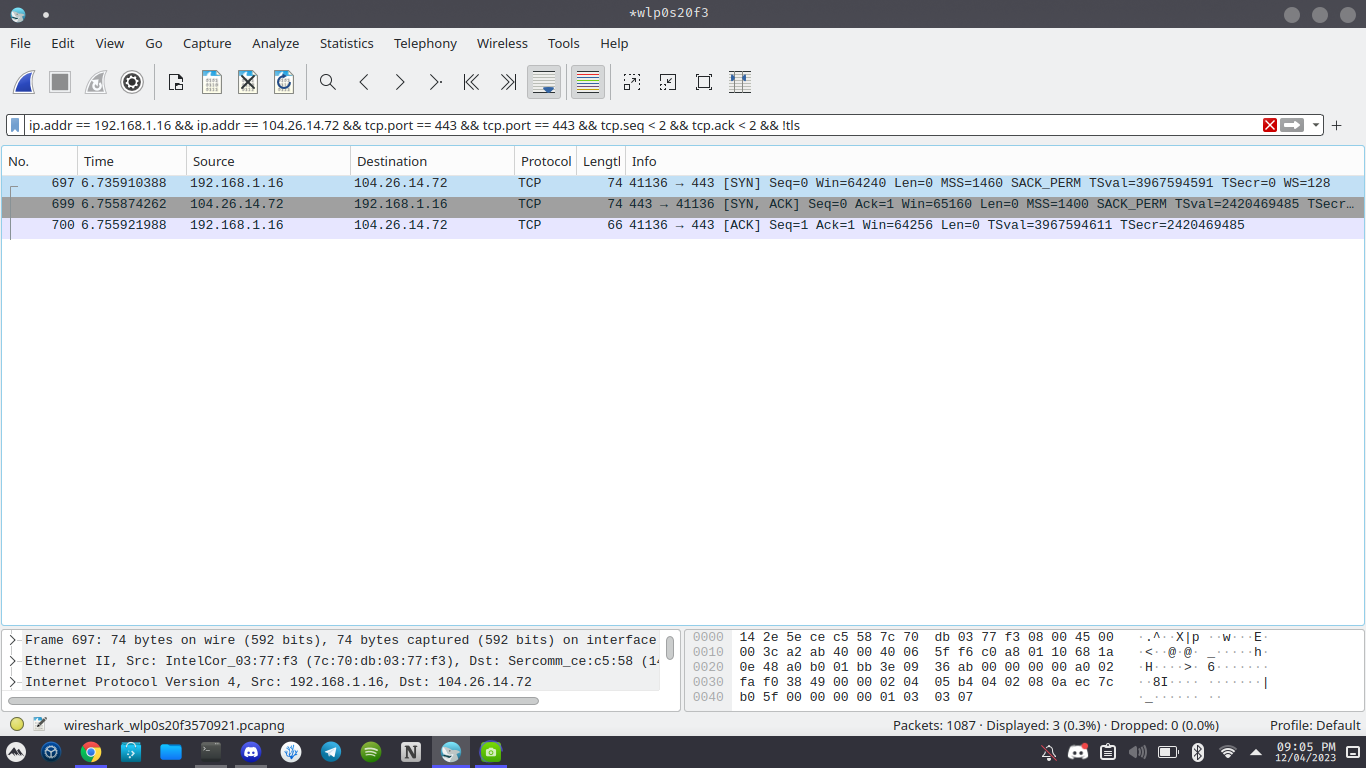 *wlp0s20f3
File Edit View Go Capture Analyze Statistics Telephony Wireless Tools Help
ip.addr == 192.168.1.16 && ip.addr == 104.26.14.72 && tcp.port == 443 && tcp.port == 443 && tcp.seq < 2 && tcp.ack < 2 && !tls
No. Time Source Destination Protocol Lengtl Info
697 6.735910388 192.168.1.16 104.26.14.72 TCP 74 41136 → 443 [SYN] Seq=0 Win=64240 Len=0 MSS=1460 SACK_PERM TSval=3967594591 TSecr=0 WS=128
699 6.755874262 104.26.14.72 192.168.1.16 TCP 74 443 → 41136 [SYN, ACK] Seq=0 Ack=1 Win=65160 Len=0 MSS=1400 SACK_PERM TSval=2420469485 TSecr…
700 6.755921988 192.168.1.16 104.26.14.72 TCP 66 41136 → 443 [ACK] Seq=1 Ack=1 Win=64256 Len=0 TSval=3967594611 TSecr=2420469485
Frame 697: 74 bytes on wire (592 bits), 74 bytes captured (592 bits) on interface
Ethernet II, Src: IntelCor_03:77:f3 (7c:70:db:03:77:f3), Dst: Sercomm_ce:c5:58 (14
Internet Protocol Version 4, Src: 192.168.1.16, Dst: 104.26.14.72
0000 14 2e 5e ce c5 58 7c 70 db 03 77 f3 08 00 45 00 ·.^··X|p ··w···E·
0010 00 3c a2 ab 40 00 40 06 5f f6 c0 a8 01 10 68 1a ·<··@·@· _·····h·
0020 0e 48 a0 b0 01 bb 3e 09 36 ab 00 00 00 00 a0 02 ·H····>· 6·······
0030 fa f0 38 49 00 00 02 04 05 b4 04 02 08 0a ec 7c ··8I···· ·······|
0040 b0 5f 00 00 00 00 01 03 03 07 ·_······ ··
wireshark_wlp0s20f3570921.pcapng Packets: 1087 · Displayed: 3 (0.3%) · Dropped: 0 (0.0%) Profile: Default
09:05 PM
12/04/2023